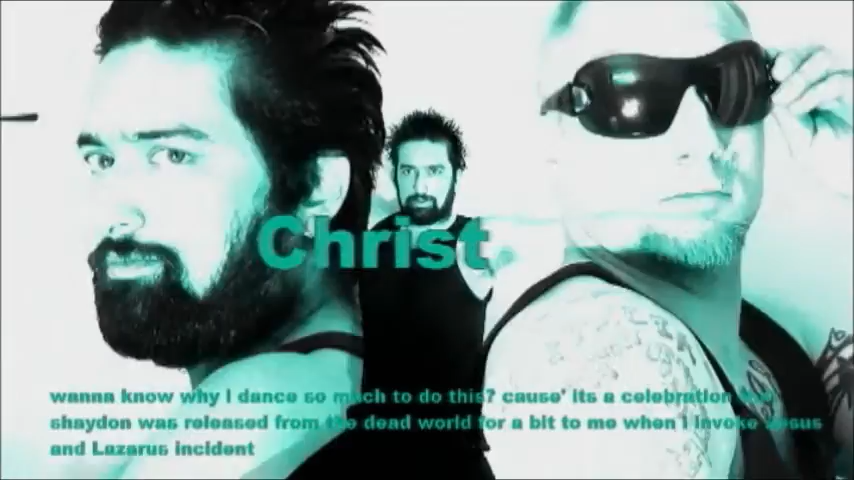 Christ
wanna know why I dance so much to do this? cause' its a celebration
shaydon was released from the dead world for a bit to me when I invoke Jesus
and Lazarus incident